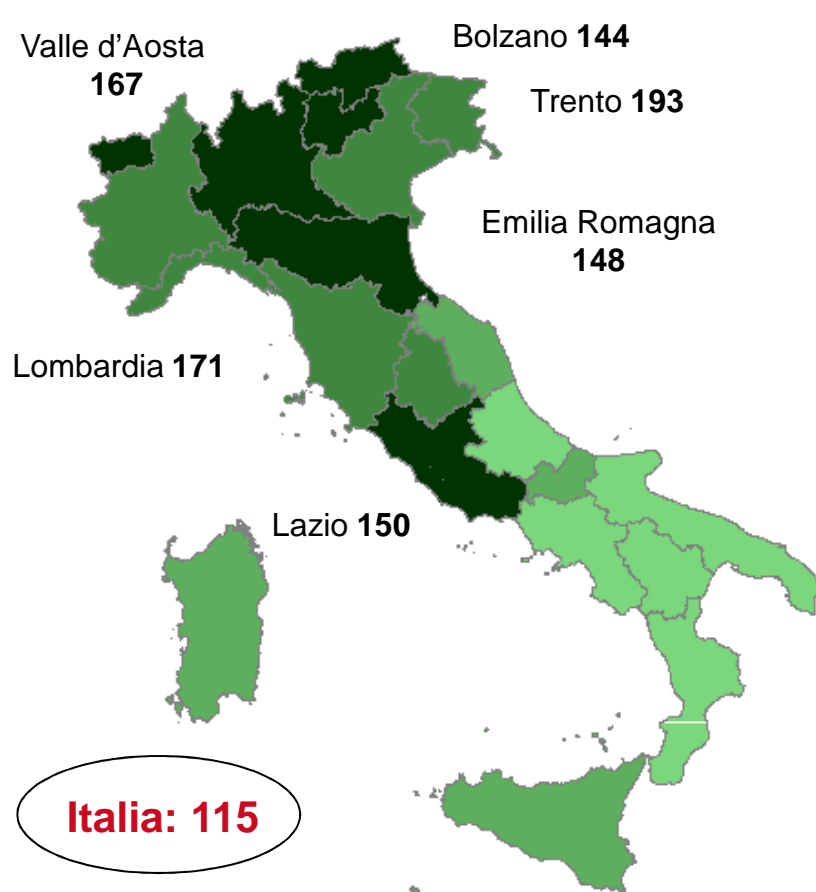 Valle d'Aosta
167
Bolzano 144
Trento 193
Emilia Romagna
148
Lombardia 171
Lazio 150
Italia: 115